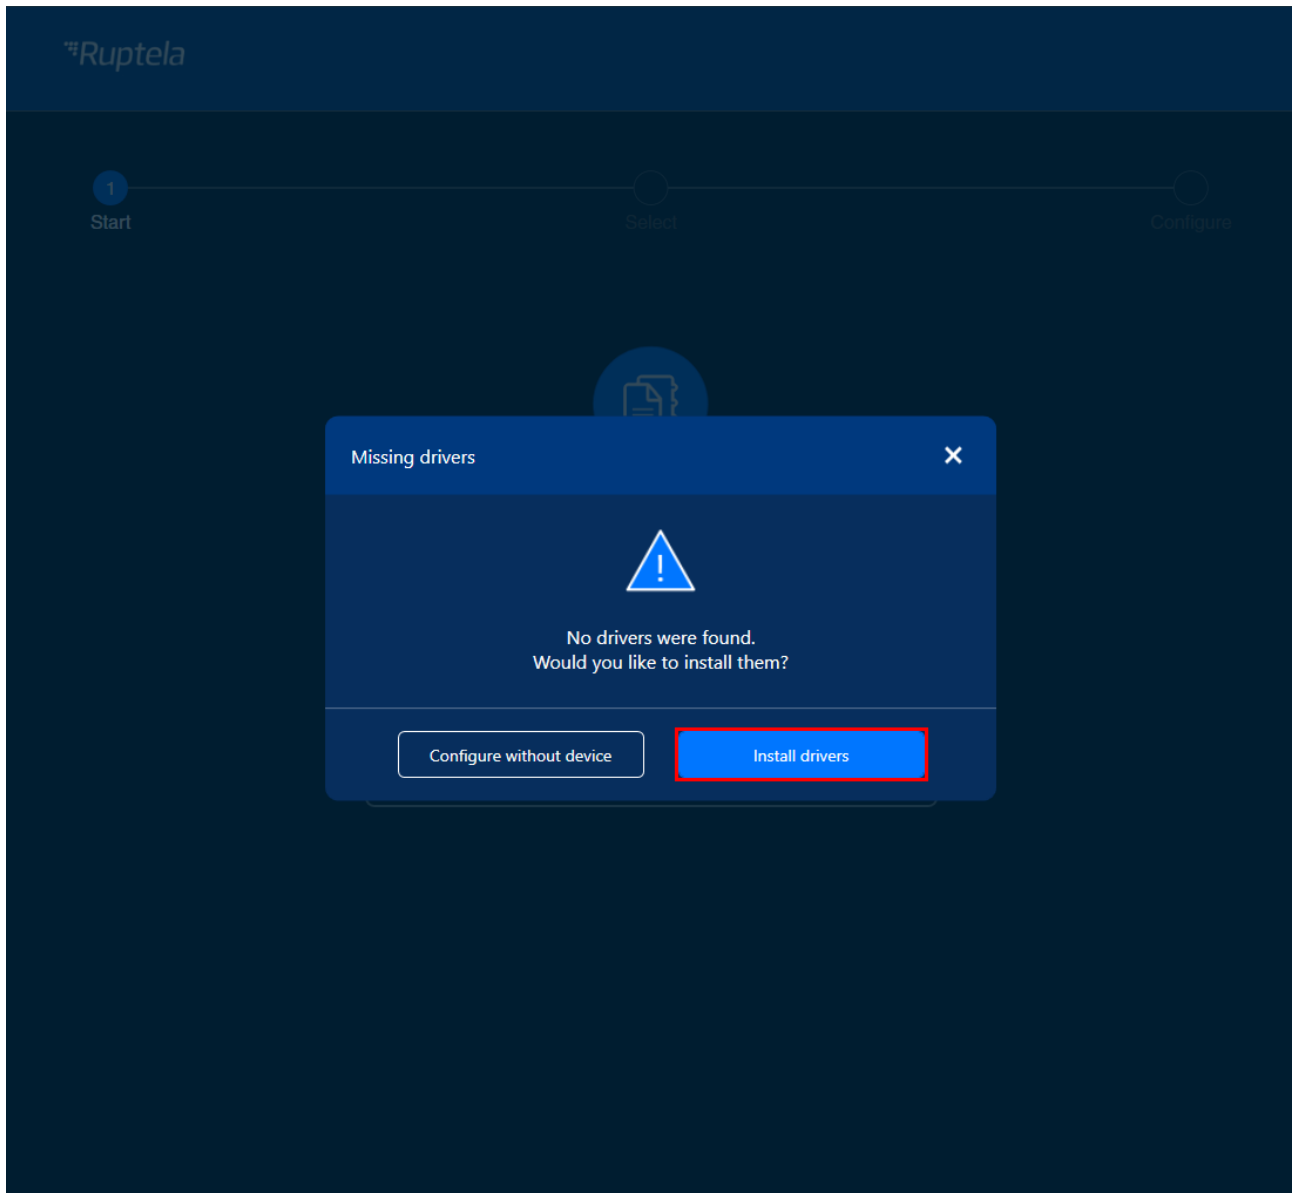 Ruptela
1
Start
Select
Configure
Missing drivers
No drivers were found.
Would you like to install them?
Configure without device
Install drivers